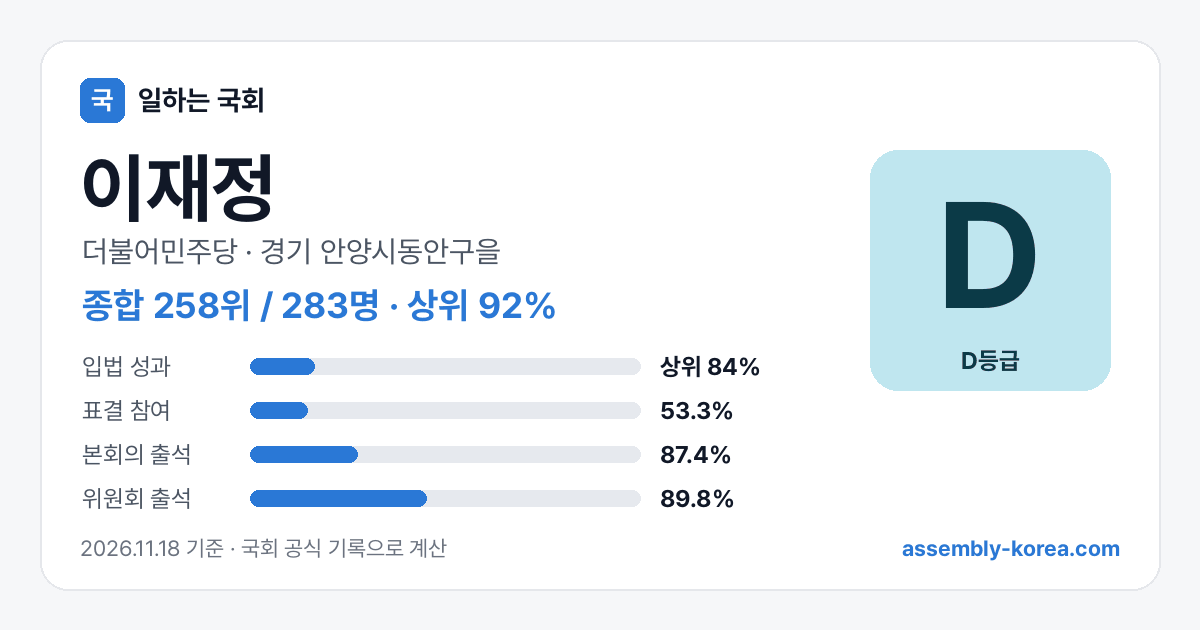 국 일하는 국회
이재정
더불어민주당 · 경기 안양시동안구을
종합 258위 / 283명 · 상위 92%
입법 성과 상위 84%
표결 참여 53.3%
본회의 출석 87.4%
위원회 출석 89.8%
D
D등급
2026.11.18 기준 · 국회 공식 기록으로 계산
assembly-korea.com